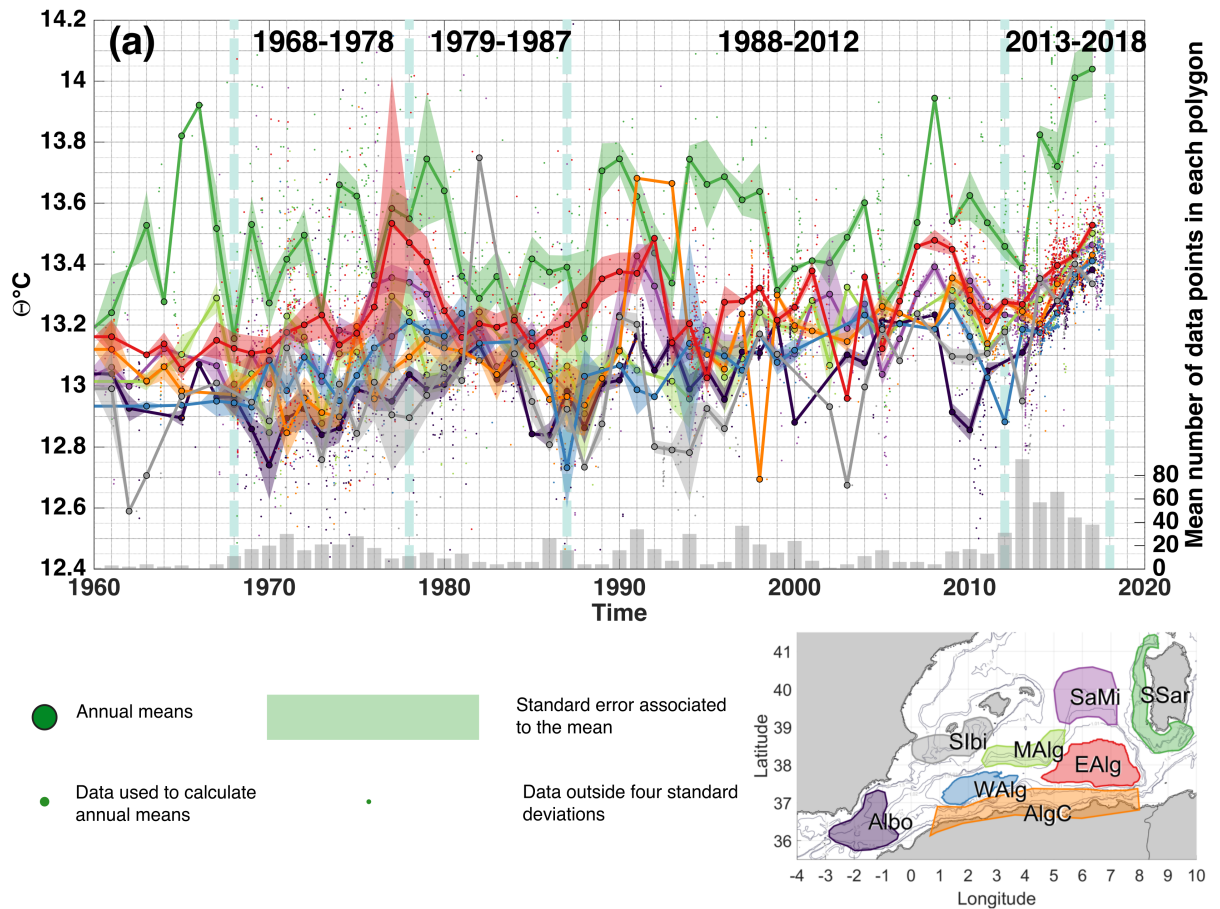 (a)
1968-1978
1979-1987
1988-2012
2013-2018
14.2
14
13.8
13.6
13.4
13.2
13
12.8
12.6
12.4
Θ°C
80
60
40
20
0
Mean number of data points in each polygon
1960
1970
1980
1990
2000
2010
2020
Time
Annual means
Standard error associated
to the mean
Data used to calculate
annual means
Data outside four standard
deviations
41
40
39
38
37
36
Latitude
SaMi
SSar
SIbi
MAlg
EAlg
WAlg
AlgC
Albo
-4 -3 -2 -1 0 1 2 3 4 5 6 7 8 9 10
Longitude